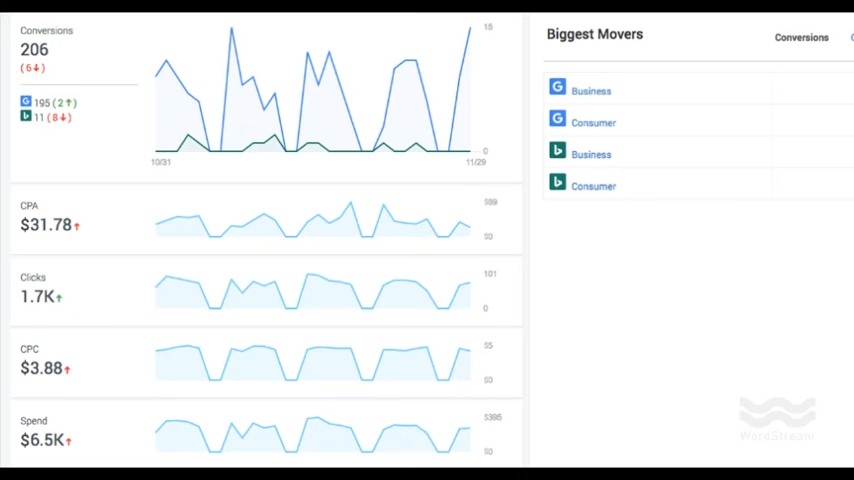 Conversions
206
(6↓)
195 (2↑)
11 (8↓)
15
0
10/31
11/29
CPA
$31.78↑
$89
$0
Clicks
1.7K↑
101
0
CPC
$3.88↑
$5
$0
Spend
$6.5K↑
$395
$0
Biggest Movers
Conversions
G Business
G Consumer
b Business
b Consumer
WordStream